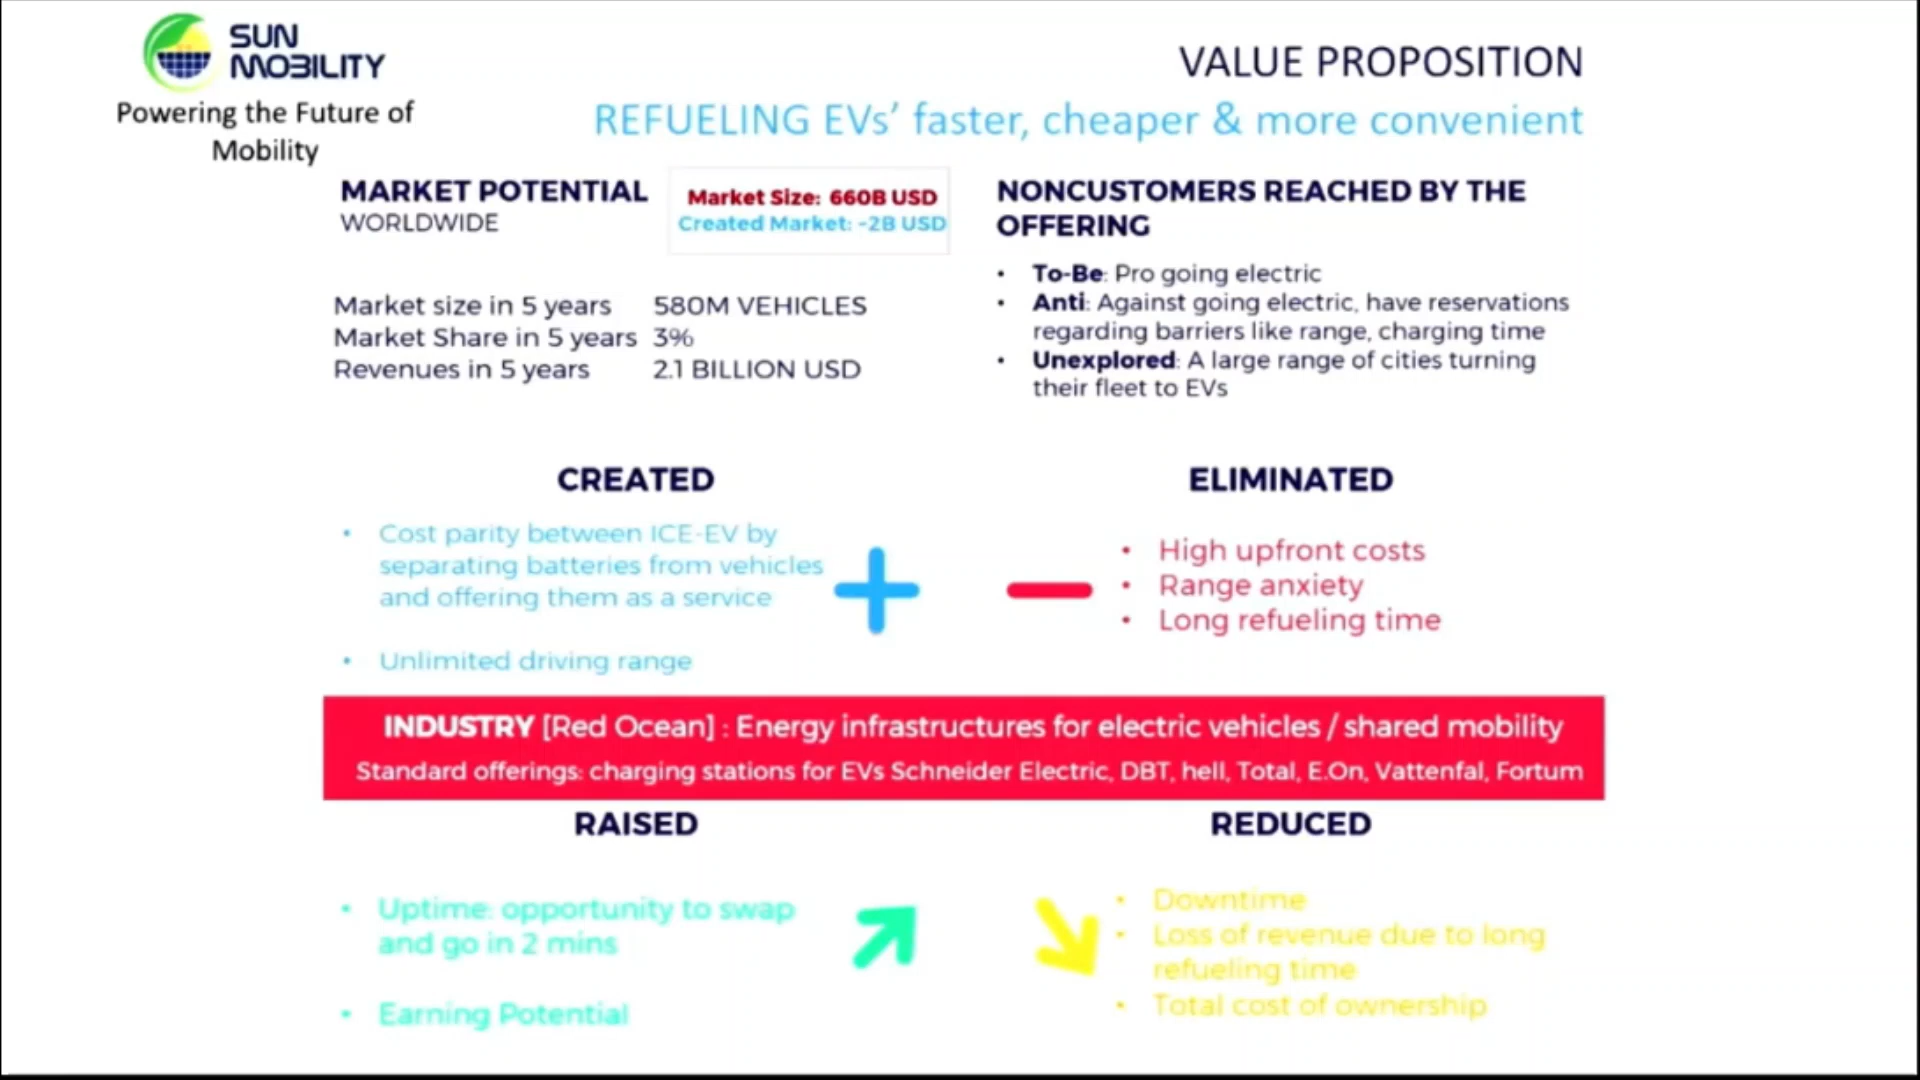 SUN
MOBILITY
Powering the Future of
Mobility
VALUE PROPOSITION
REFUELING EVs’ faster, cheaper & more convenient
MARKET POTENTIAL
WORLDWIDE
Market Size: 660B USD
Created Market: ~2B USD
Market size in 5 years 580M VEHICLES
Market Share in 5 years 3%
Revenues in 5 years 2.1 BILLION USD
NONCUSTOMERS REACHED BY THE
OFFERING
• To-Be: Pro going electric
• Anti: Against going electric, have reservations
regarding barriers like range, charging time
• Unexplored: A large range of cities turning
their fleet to EVs
CREATED
• Cost parity between ICE-EV by
separating batteries from vehicles
and offering them as a service
• Unlimited driving range
ELIMINATED
• High upfront costs
• Range anxiety
• Long refueling time
INDUSTRY [Red Ocean] : Energy infrastructures for electric vehicles / shared mobility
Standard offerings: charging stations for EVs Schneider Electric, DBT, hell, Total, E.On, Vattenfal, Fortum
RAISED
• Uptime: opportunity to swap
and go in 2 mins
• Earning Potential
REDUCED
• Downtime
• Loss of revenue due to long
refueling time
• Total cost of ownership